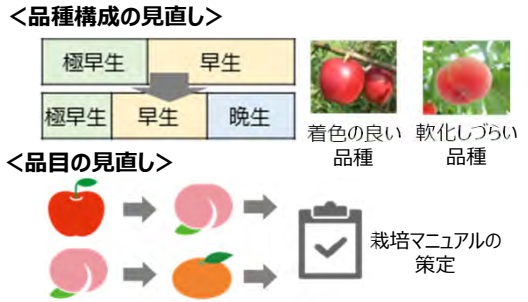 <品種構成の見直し>
極早生 早生
極早生 早生 晩生
着色の良い 軟化しづらい
品種 品種
<品目の見直し>
栽培マニュアルの
策定